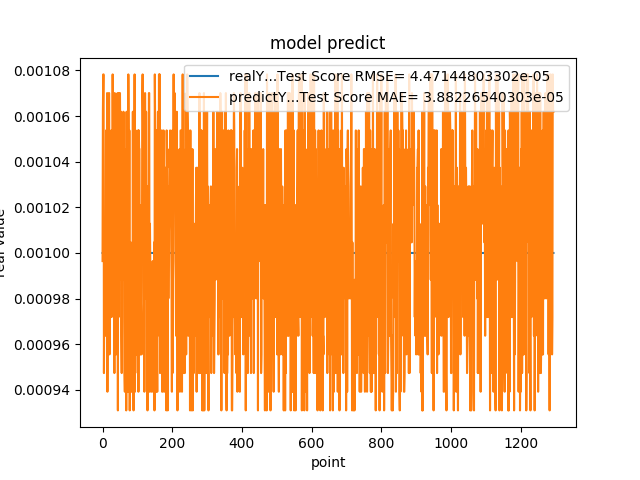 model predict
realY...Test Score RMSE= 4.47144803302e-05
predictY...Test Score MAE= 3.88226540303e-05
0.00108
0.00106
0.00104
0.00102
0.00100
0.00098
0.00096
0.00094
real value
0 200 400 600 800 1000 1200
point